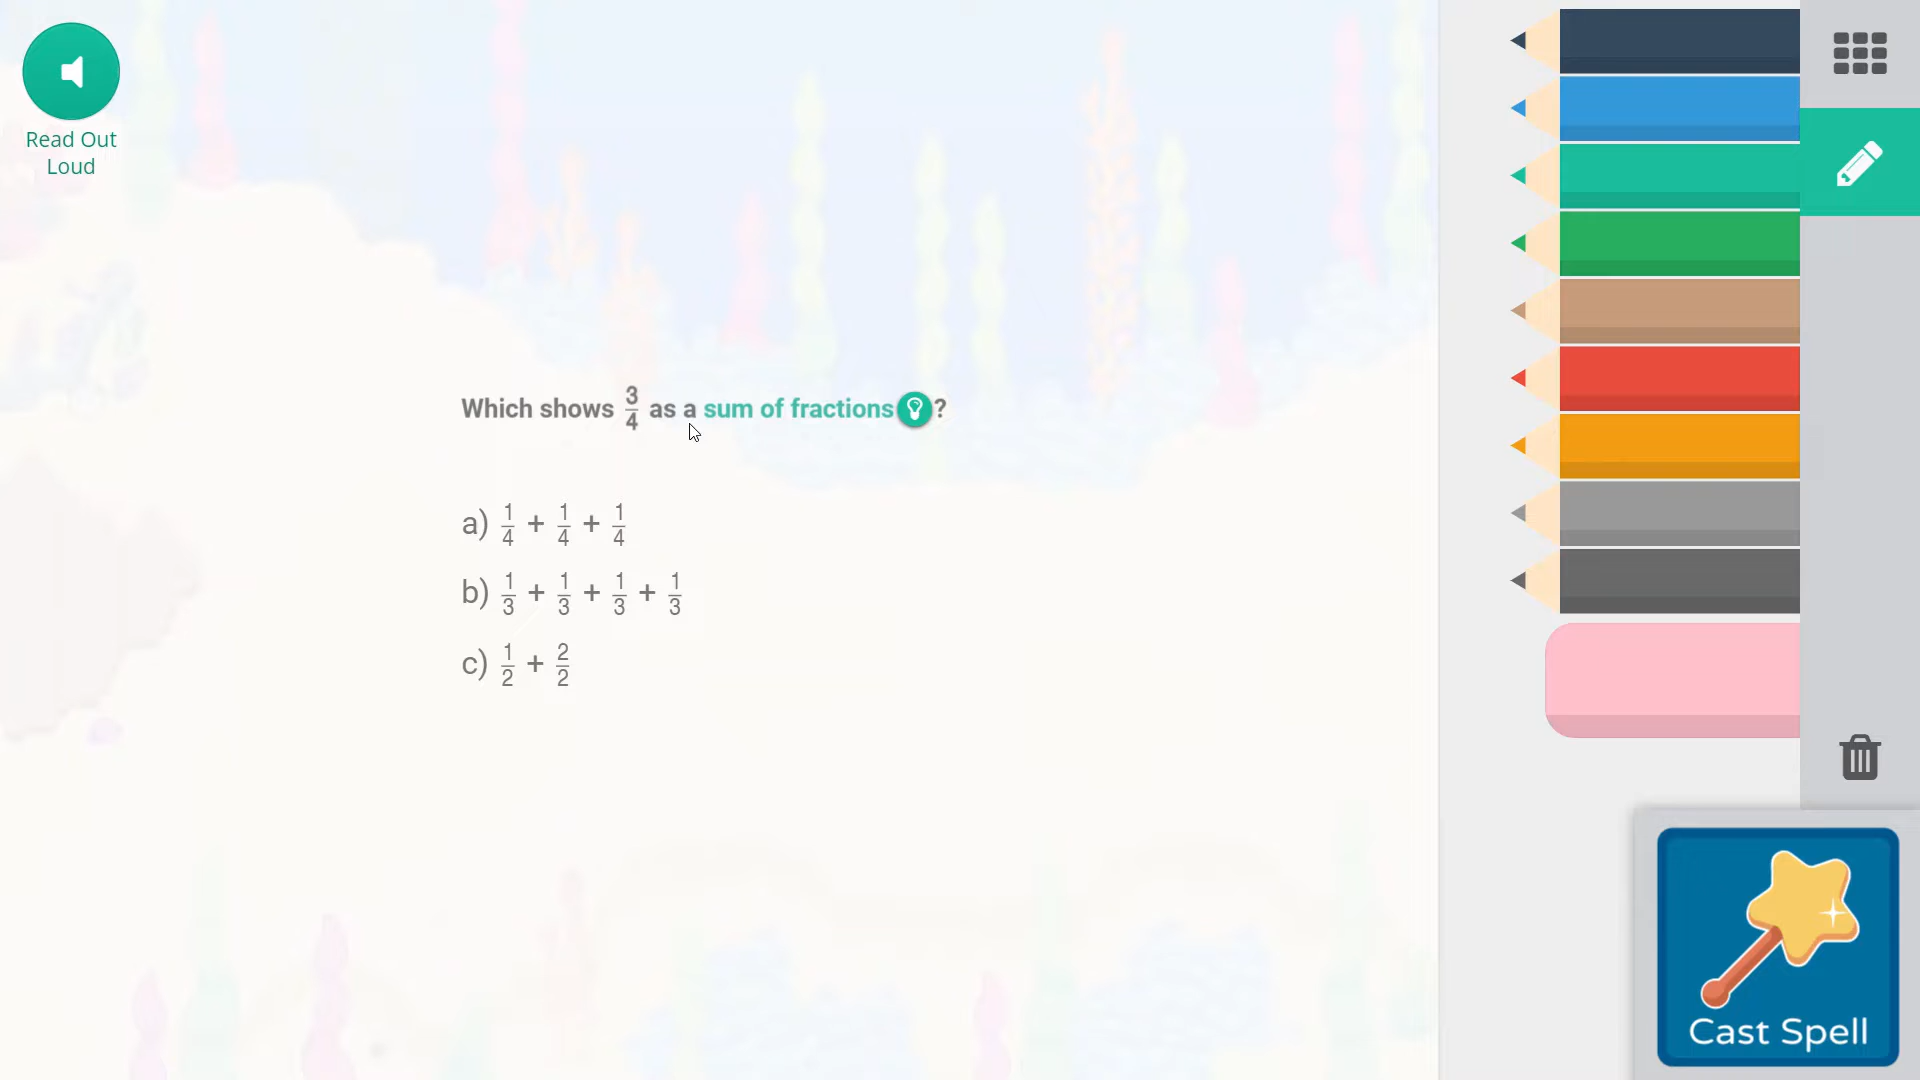 Read Out
Loud
Which shows 3/4 as a sum of fractions?
a) 1/4 + 1/4 + 1/4
b) 1/3 + 1/3 + 1/3 + 1/3
c) 1/2 + 2/2
Cast Spell